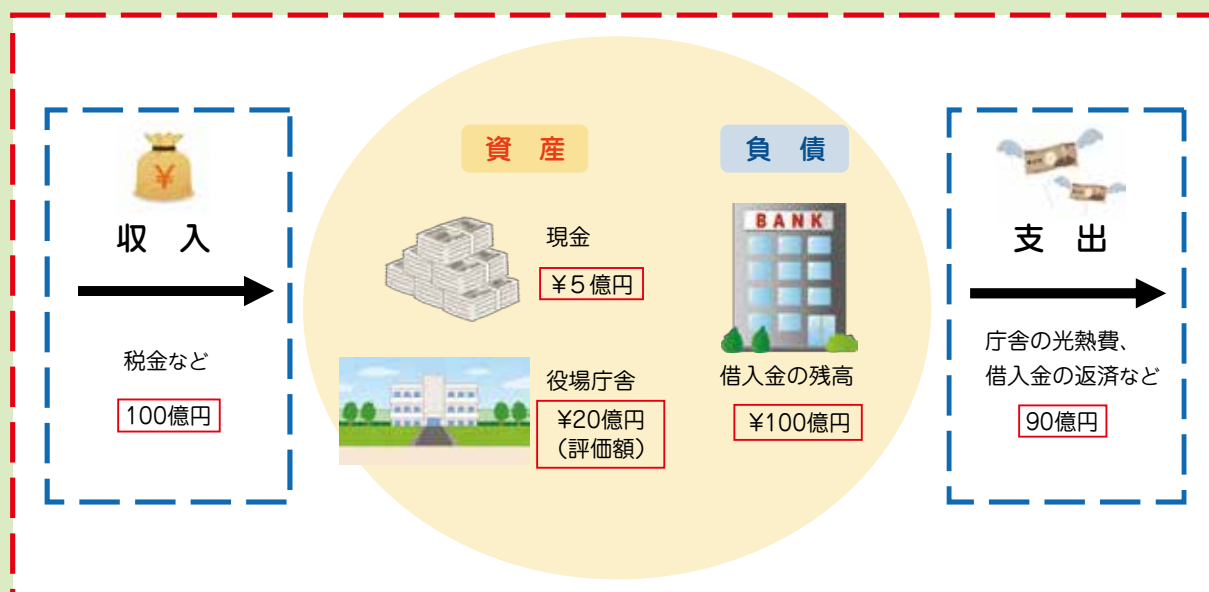 ¥
収 入
税金など
100億円
資 産
現金
¥5億円
役場庁舎
¥20億円
（評価額）
負 債
BANK
借入金の残高
¥100億円
支 出
庁舎の光熱費、
借入金の返済など
90億円